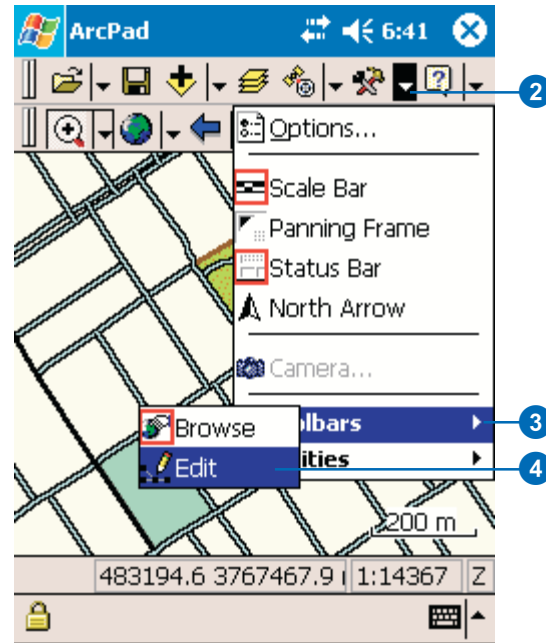 ArcPad 6:41
2
Options...
Scale Bar
Panning Frame
Status Bar
North Arrow
Camera...
lbars
3
Browse
ities
Edit
4
200 m
483194.6 3767467.9 1:14367 Z